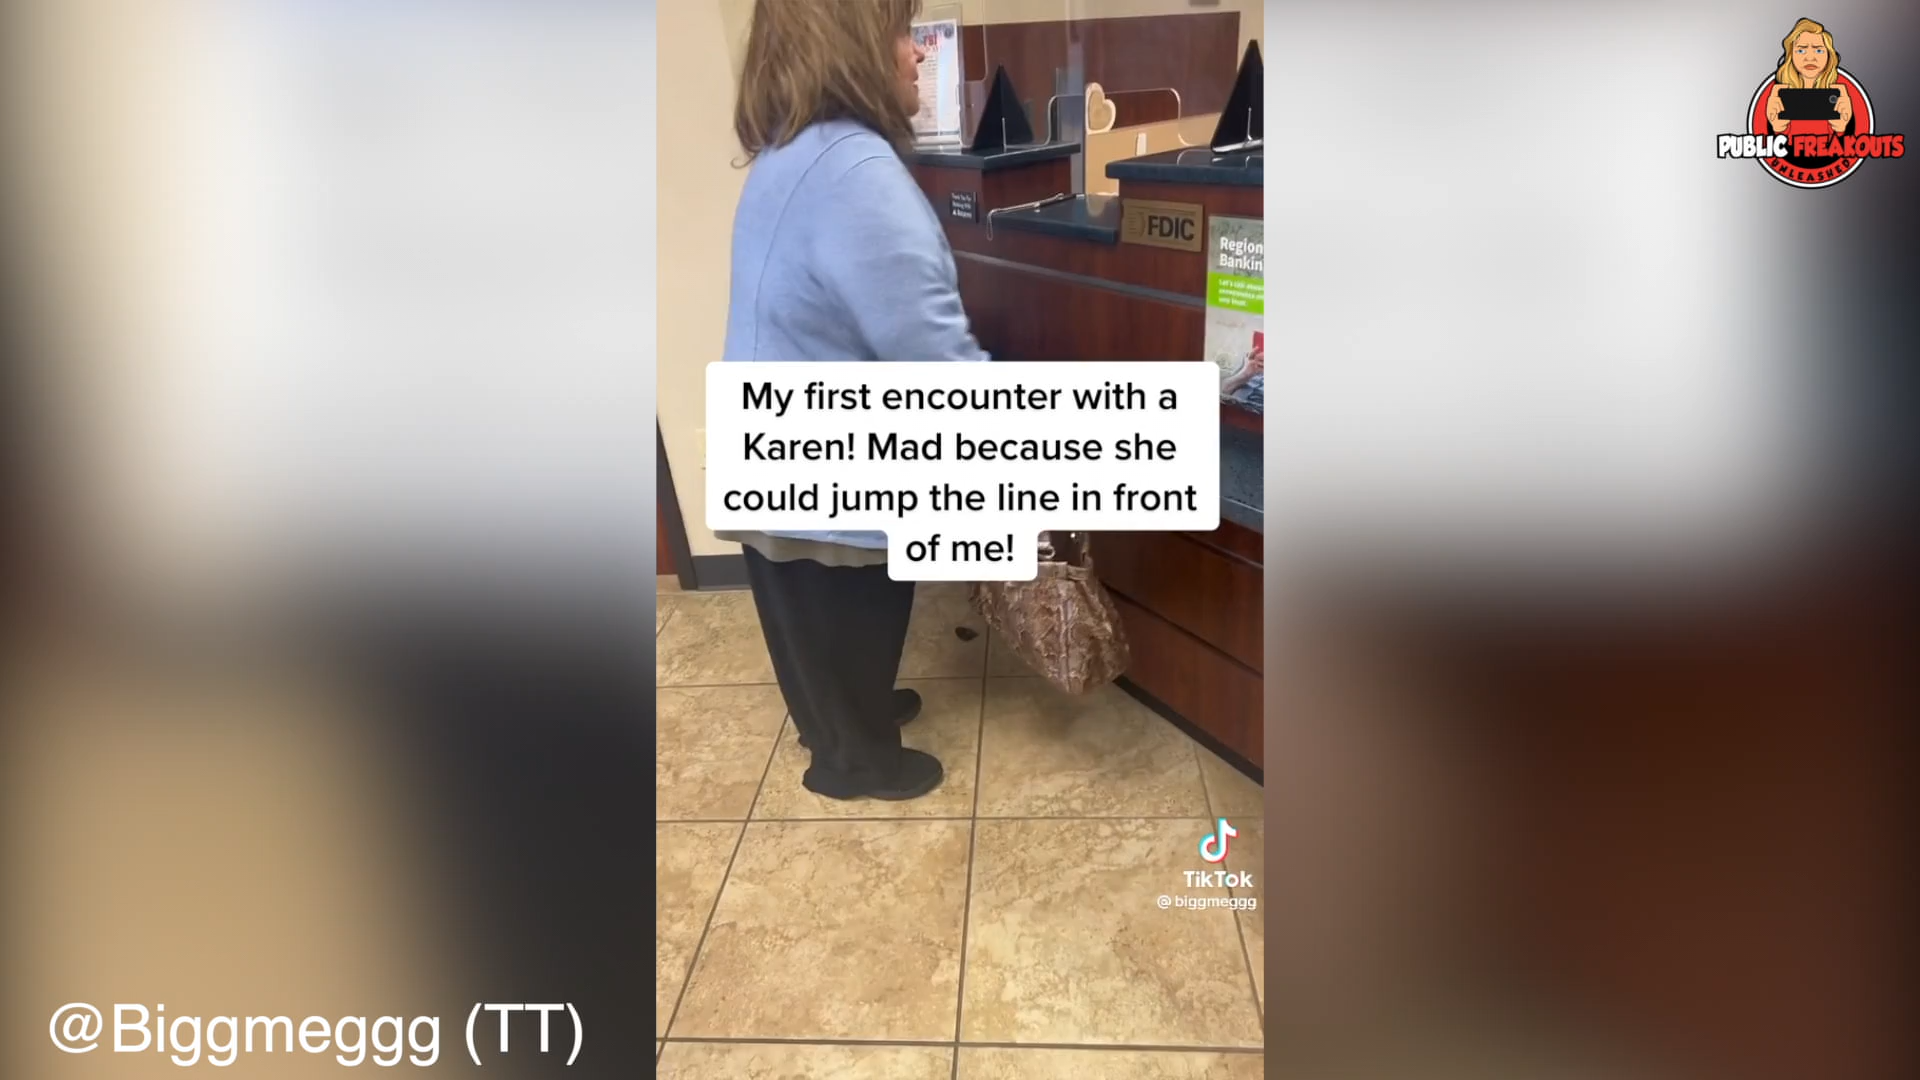 PUBLIC FREAKOUTS
UNLEASHED
FDIC
Region
Bankin
My first encounter with a
Karen! Mad because she
could jump the line in front
of me!
TikTok
@biggmeggg
@Biggmeggg (TT)